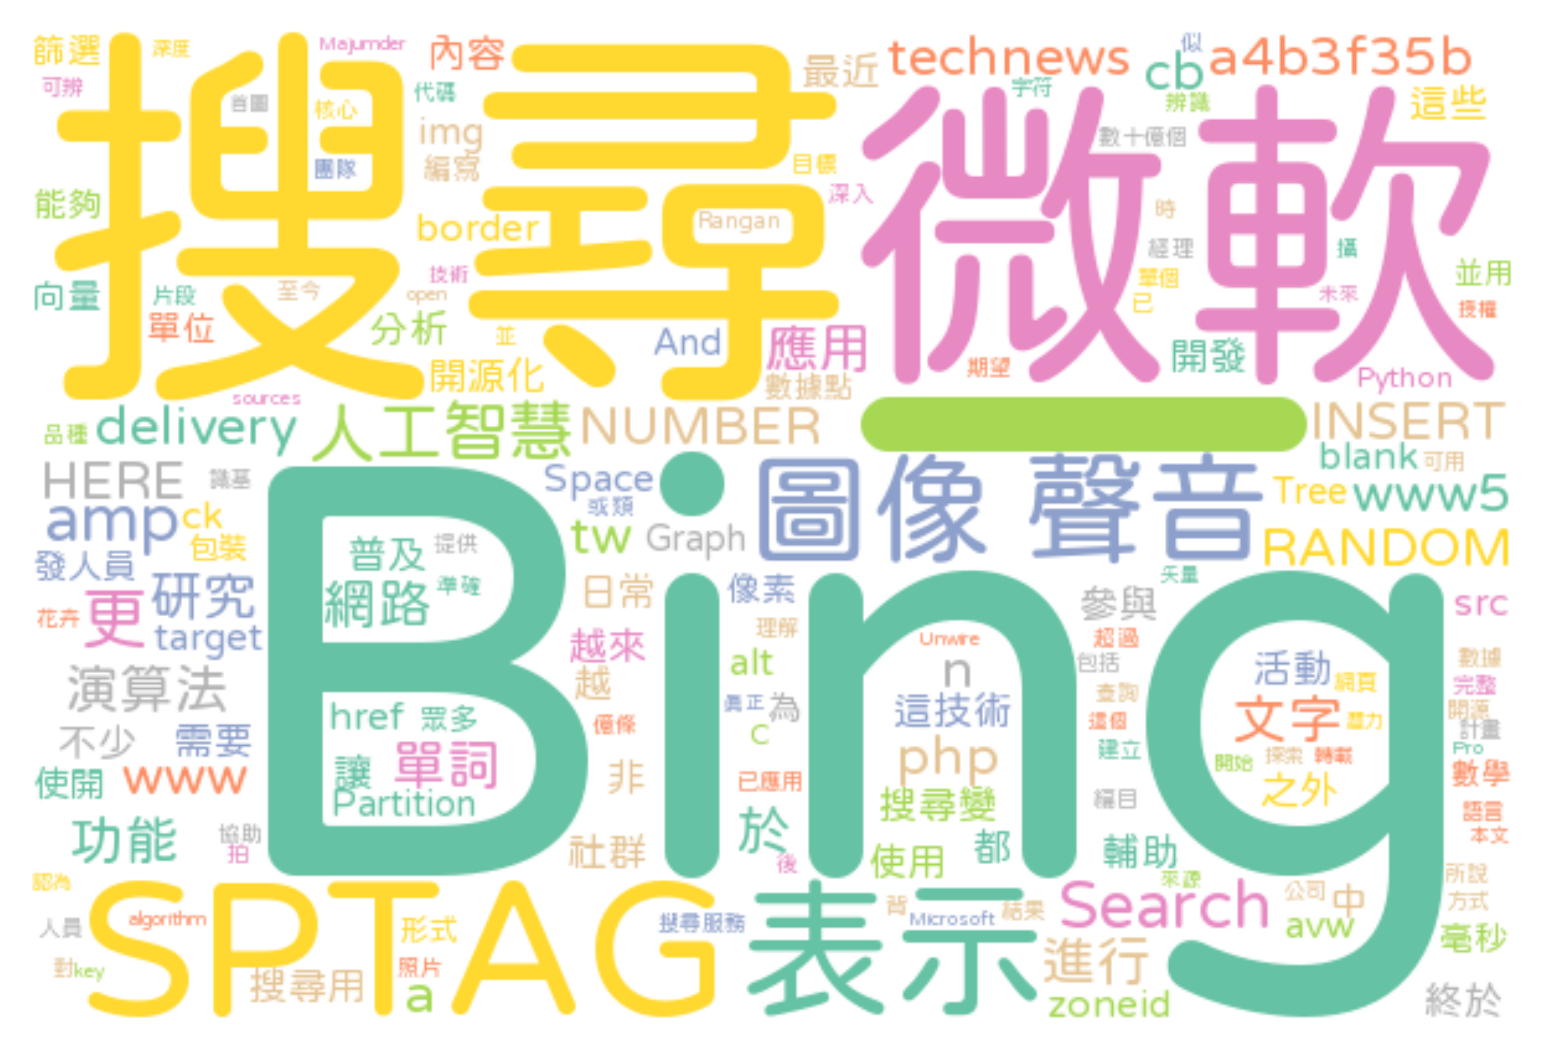 篩選 深度 Majumder 內容 最近 technews 似 cb a4b3f35b
可辨 首圖 核心 代碼 字符 辨識 這些
搜尋 微軟
img 數十億個
團隊 編寫 目標
能夠 深入 時
border Rangan 經理 攝
向量 片段 至今 open 技術 單個 已 未來 並用
單位 分析 並 And 應用 開發 授權
開源化 數據點 期望 Python
sources
品種 delivery 人工智慧 NUMBER INSERT
HERE 識基 Space 圖像 聲音 blank 可用
amp ck 或類 Tree www5
包裝 tw Graph RANDOM
Bing
發人員 普及 提供 矢量
花卉 更 研究 網路 準確 日常 像素 參與 src
target 越來 理解 Unwire 超過
演算法 越 alt n 包括 活動 網頁 數據
href 眾多 億條 真正 為 這技術 查詢 文字 潛力 完整
不少 需要 單詞 c 這個 開源
使開 www 讓 非 已應用 php 建立 開始 探索 轉載 計畫
Partition 搜尋變 編目 之外 Pro 數學
功能 協助 拍 社群 於 後 使用 都 輔助 語言
本文
認為 來源 所說
SPTAG 表示 Search 公司 中 方式
人員 algorithm 形式 搜尋服務 背 Microsoft 結果 avw 毫秒
對 key 搜尋用 照片 a 進行 zoneid 終於